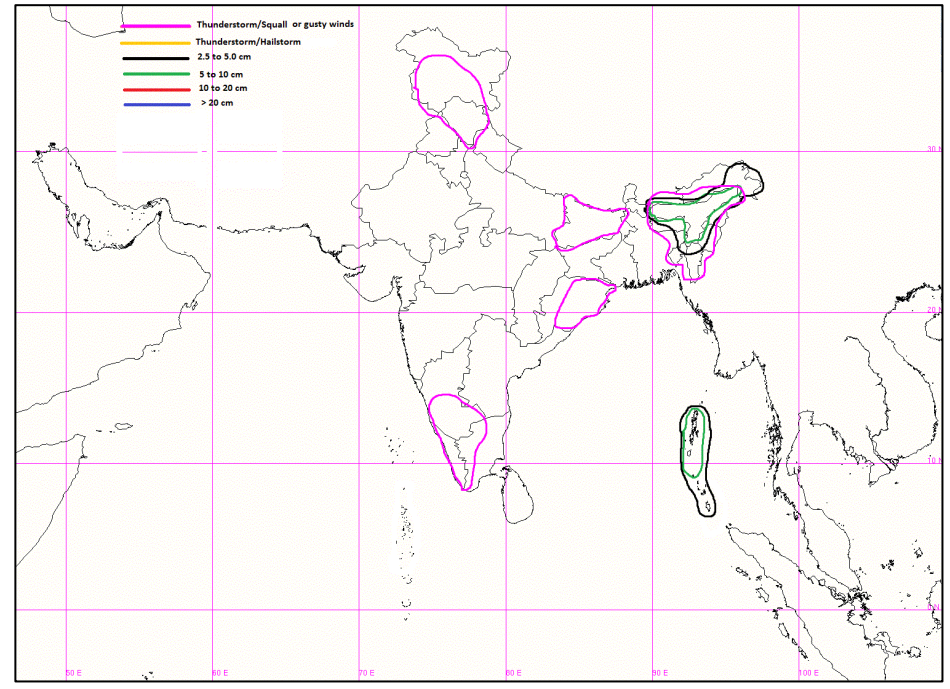 Thunderstorm/Squall or gusty winds
Thunderstorm/Hailstorm
2.5 to 5.0 cm
5 to 10 cm
10 to 20 cm
> 20 cm
30 N
20 N
10 N
50 E
60 E
70 E
80 E
90 E
100 E